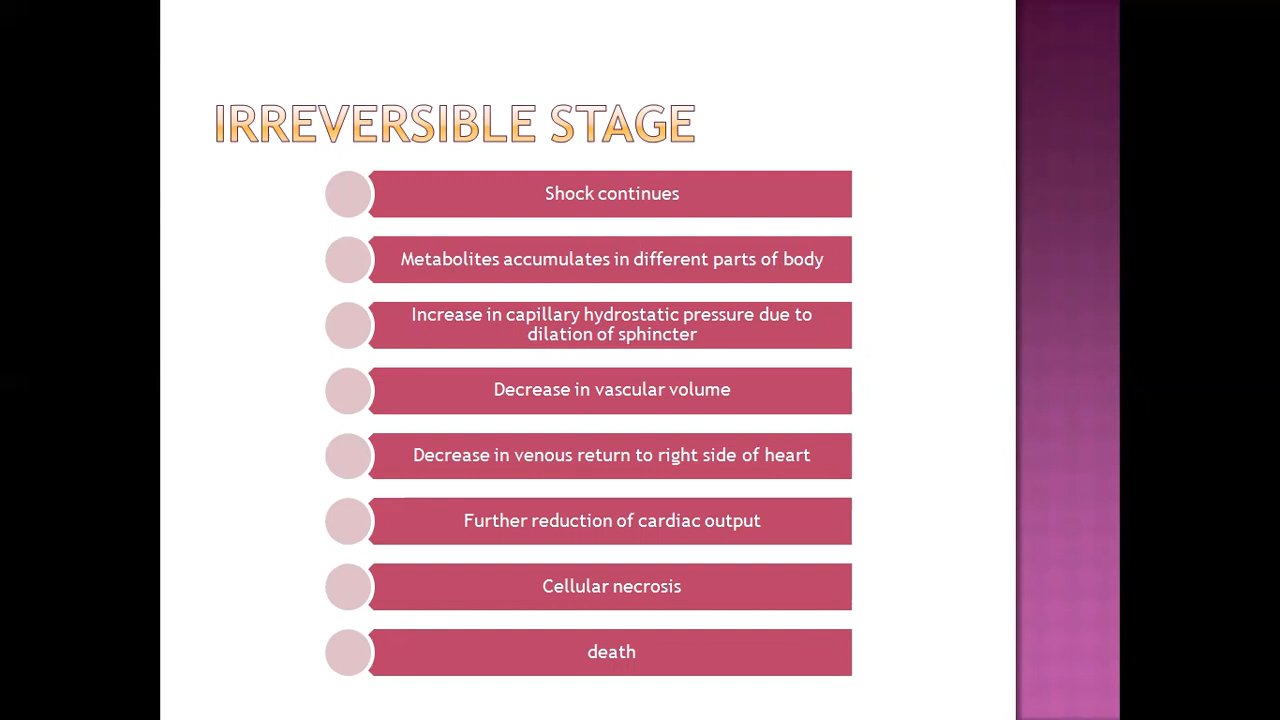 IRREVERSIBLE STAGE
Shock continues
Metabolites accumulates in different parts of body
Increase in capillary hydrostatic pressure due to
dilation of sphincter
Decrease in vascular volume
Decrease in venous return to right side of heart
Further reduction of cardiac output
Cellular necrosis
death